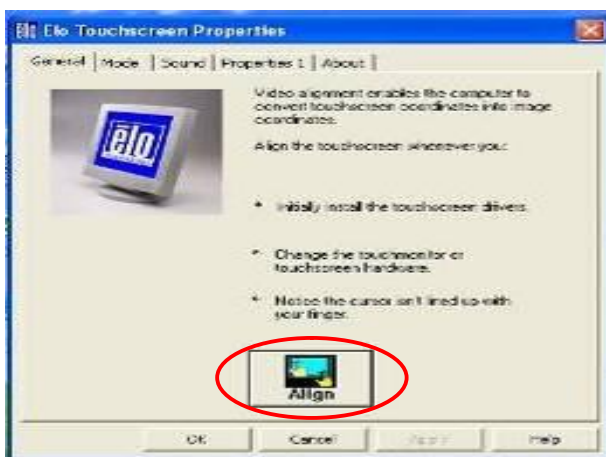 Elo Touchscreen Properties
General Mode Sound Properties 1 About
elo
Video alignment enables the computer to
convert touchscreen coordinates into image
coordinates.
Align the touchscreen whenever you:
* Initially install the touchscreen drivers.
* Change the touchmonitor or
touchscreen hardware.
* Notice the cursor isn't lined up with
your finger.
Align
OK Cancel Apply Help